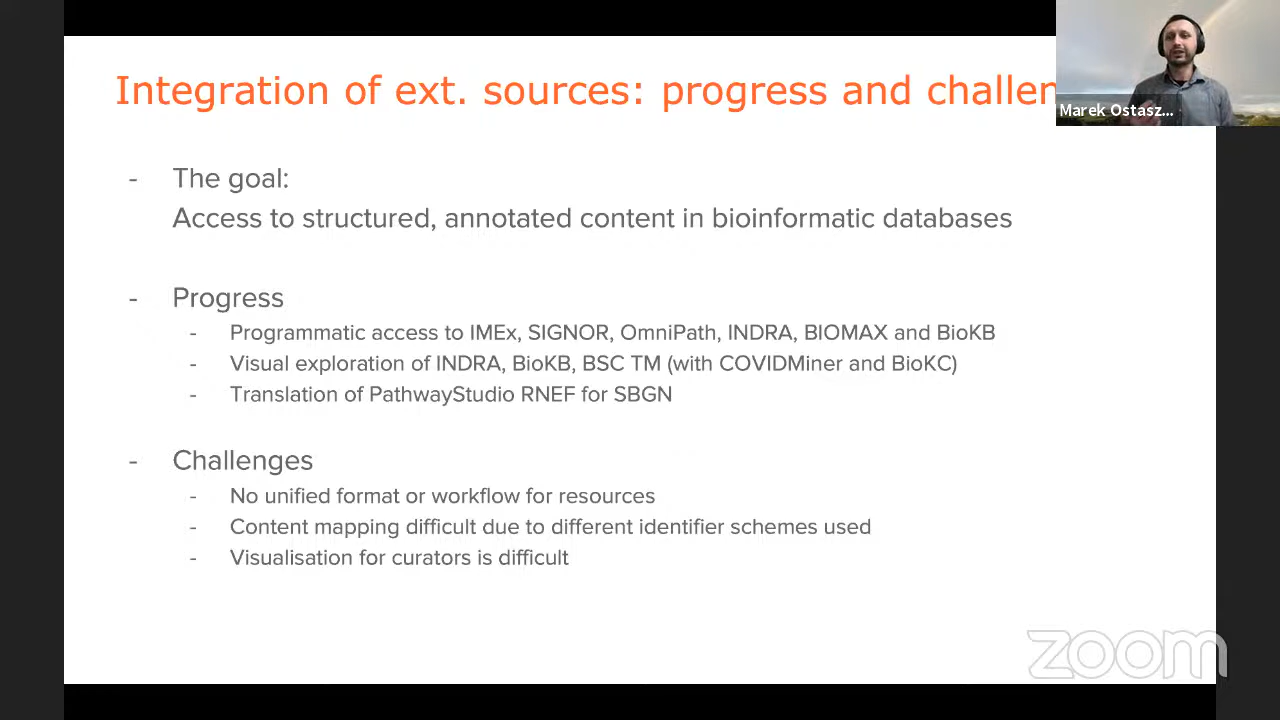 Integration of ext. sources: progress and challen
Marek Ostasz...
- The goal:
Access to structured, annotated content in bioinformatic databases
- Progress
- Programmatic access to IMEx, SIGNOR, OmniPath, INDRA, BIOMAX and BioKB
- Visual exploration of INDRA, BioKB, BSC TM (with COVIDMiner and BioKC)
- Translation of PathwayStudio RNEF for SBGN
- Challenges
- No unified format or workflow for resources
- Content mapping difficult due to different identifier schemes used
- Visualisation for curators is difficult
zoom